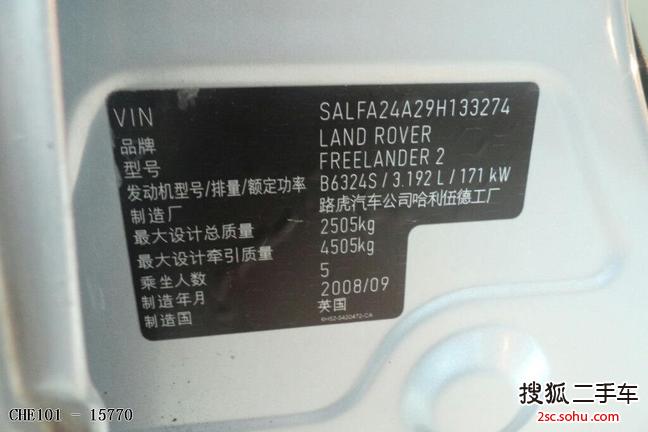 VIN SALFA24A29H133274
品牌 LAND ROVER
型号 FREELANDER 2
发动机型号/排量/额定功率 B6324S / 3.192 L / 171 kW
制造厂 路虎汽车公司哈利伍德工厂
最大设计总质量 2505kg
最大设计牵引质量 4505kg
乘坐人数 5
制造年月 2008/09
制造国 英国
6H52-5420472-CA
CHE101 - 15770
搜狐二手车
2sc.sohu.com